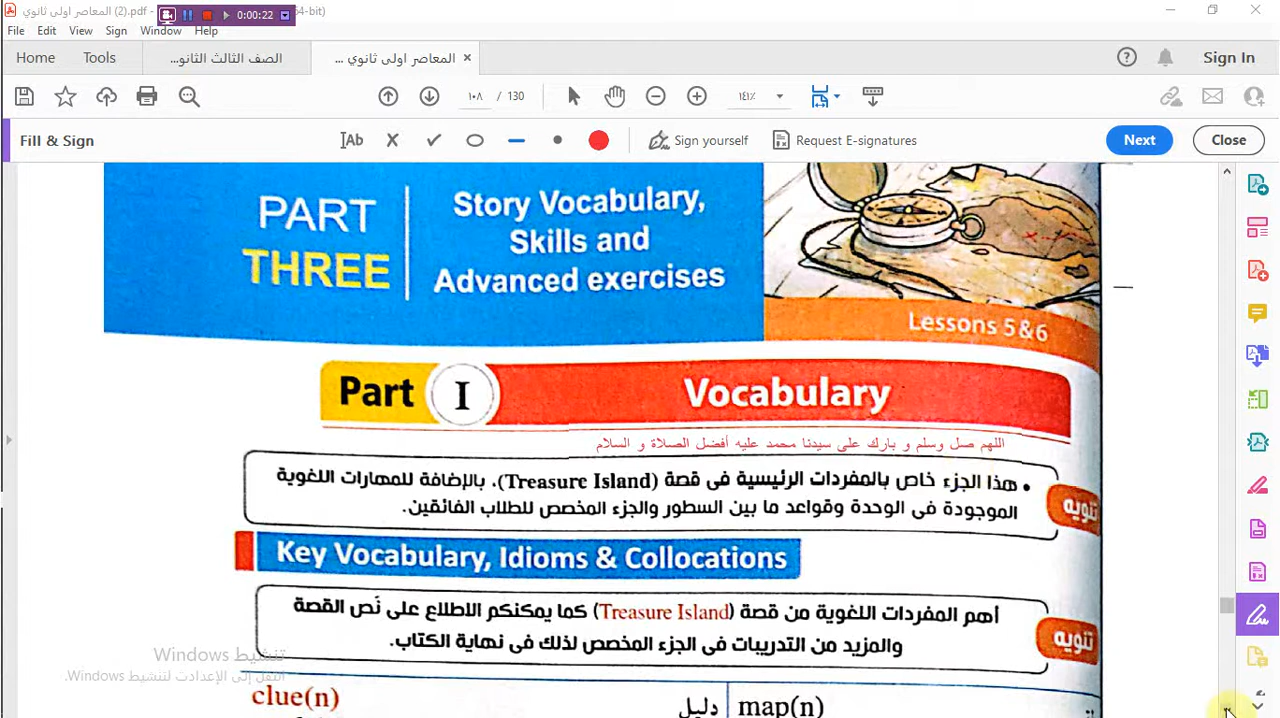 المعاصر اولى ثانوي (2).pdf -
0:00:22
64-bit)
File Edit View Sign Window Help
Home Tools
الصف الثالث الثانو...
المعاصر اولى ثانوي ...
Sign In
١٠٨ / 130
١٤١٪
Fill & Sign
Ab
Sign yourself
Request E-signatures
Next
Close
PART
THREE
Story Vocabulary,
Skills and
Advanced exercises
Lessons 5 & 6
Part I Vocabulary
اللهم صل وسلم و بارك على سيدنا محمد عليه أفضل الصلاة و السلام
تنويه
• هذا الجزء خاص بالمفردات الرئيسية فى قصة (Treasure Island)، بالإضافة للمهارات اللغوية
الموجودة فى الوحدة وقواعد ما بين السطور والجزء المخصص للطلاب الفائقين.
Key Vocabulary, Idioms & Collocations
تنويه
أهم المفردات اللغوية من قصة (Treasure Island) كما يمكنكم الاطلاع على نَص القصة
والمزيد من التدريبات فى الجزء المخصص لذلك فى نهاية الكتاب.
تنشيط Windows
انتقل إلى الإعدادات لتنشيط Windows.
clue(n) دليل map(n)